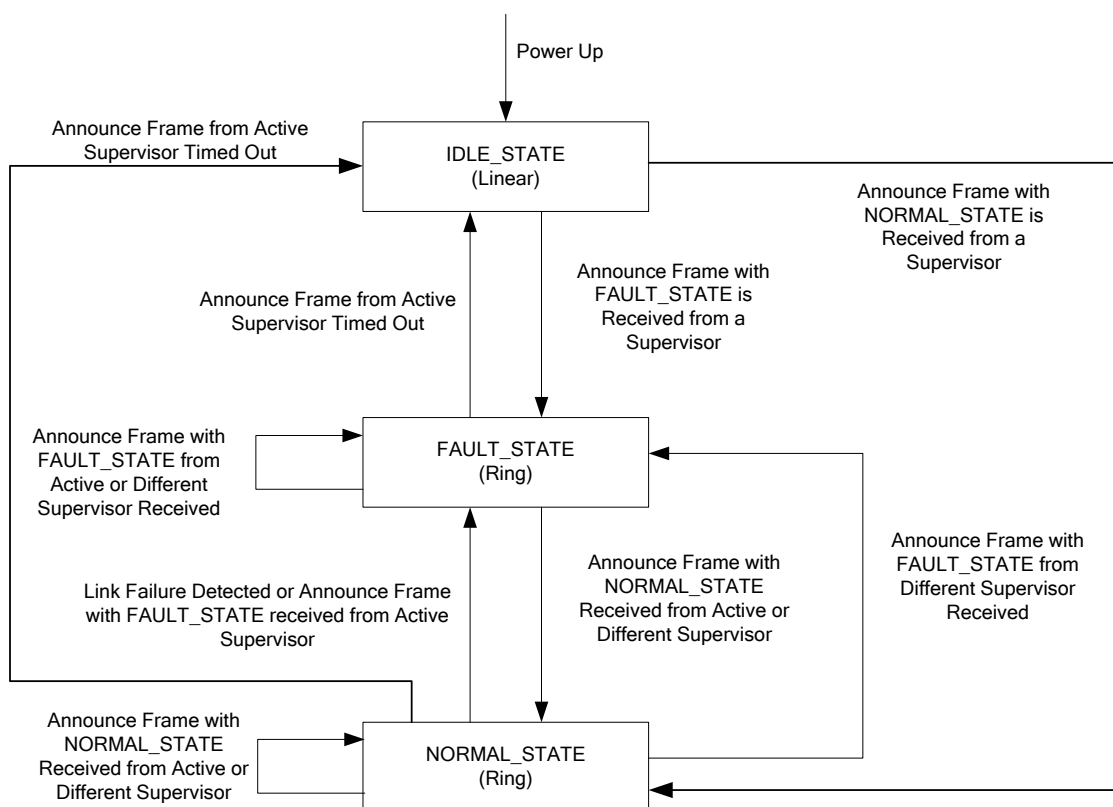 Power Up
Announce Frame from Active
Supervisor Timed Out
IDLE_STATE
(Linear)
Announce Frame with
NORMAL_STATE is
Received from a
Supervisor
Announce Frame with
FAULT_STATE is
Received from a
Supervisor
Announce Frame from Active
Supervisor Timed Out
Announce Frame with
FAULT_STATE from
Active or Different
Supervisor Received
FAULT_STATE
(Ring)
Link Failure Detected or Announce Frame
with FAULT_STATE received from Active
Supervisor
Announce Frame with
NORMAL_STATE
Received from Active or
Different Supervisor
Announce Frame with
FAULT_STATE from
Different Supervisor
Received
Announce Frame with
NORMAL_STATE
Received from Active or
Different Supervisor
NORMAL_STATE
(Ring)